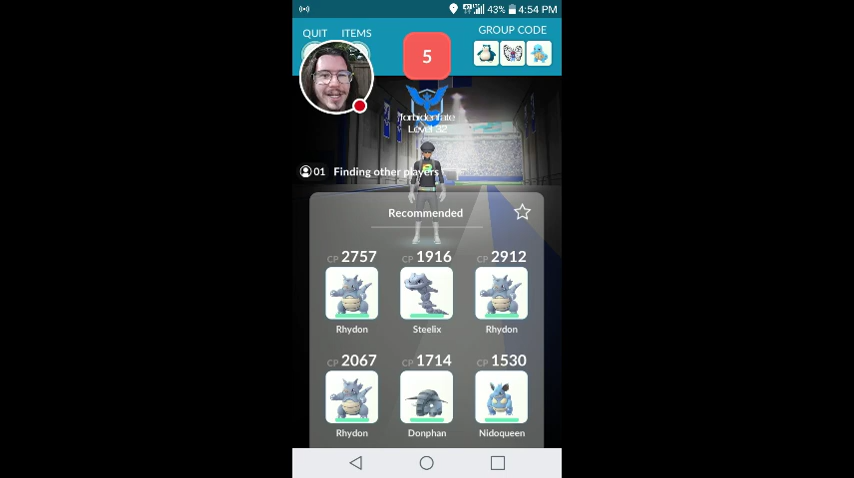 43% 4:54 PM
QUIT ITEMS GROUP CODE
5
forbidenfate
Level 32
01 Finding other players
Recommended
CP 2757 CP 1916 CP 2912
Rhydon Steelix Rhydon
CP 2067 CP 1714 CP 1530
Rhydon Donphan Nidoqueen